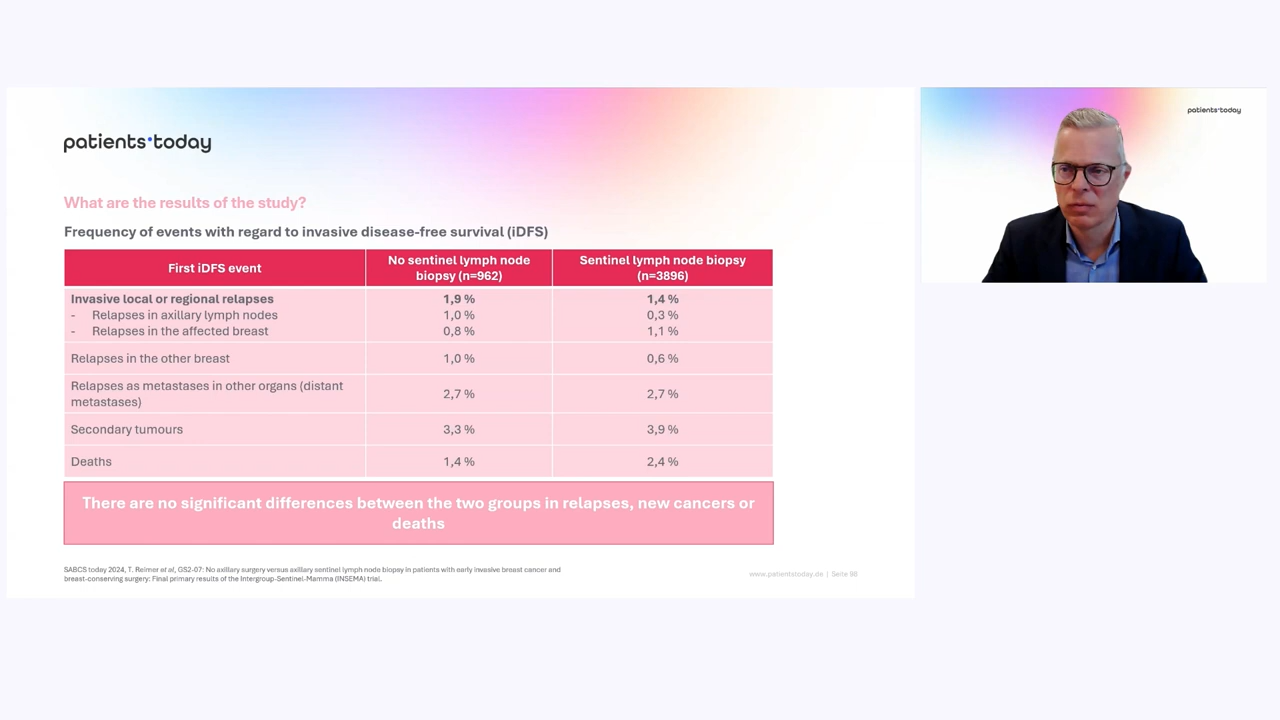 patients•today
What are the results of the study?
Frequency of events with regard to invasive disease-free survival (iDFS)
First iDFS event
No sentinel lymph node
biopsy (n=962)
Sentinel lymph node biopsy
(n=3896)
Invasive local or regional relapses
1,9 %
1,4 %
- Relapses in axillary lymph nodes
1,0 %
0,3 %
- Relapses in the affected breast
0,8 %
1,1 %
Relapses in the other breast
1,0 %
0,6 %
Relapses as metastases in other organs (distant
metastases)
2,7 %
2,7 %
Secondary tumours
3,3 %
3,9 %
Deaths
1,4 %
2,4 %
There are no significant differences between the two groups in relapses, new cancers or
deaths
SABCS today 2024, T. Reimer et al, GS2-07: No axillary surgery versus axillary sentinel lymph node biopsy in patients with early invasive breast cancer and
breast-conserving surgery: Final primary results of the Intergroup-Sentinel-Mamma (INSEMA) trial.
www.patientstoday.de | Seite 98
patients•today